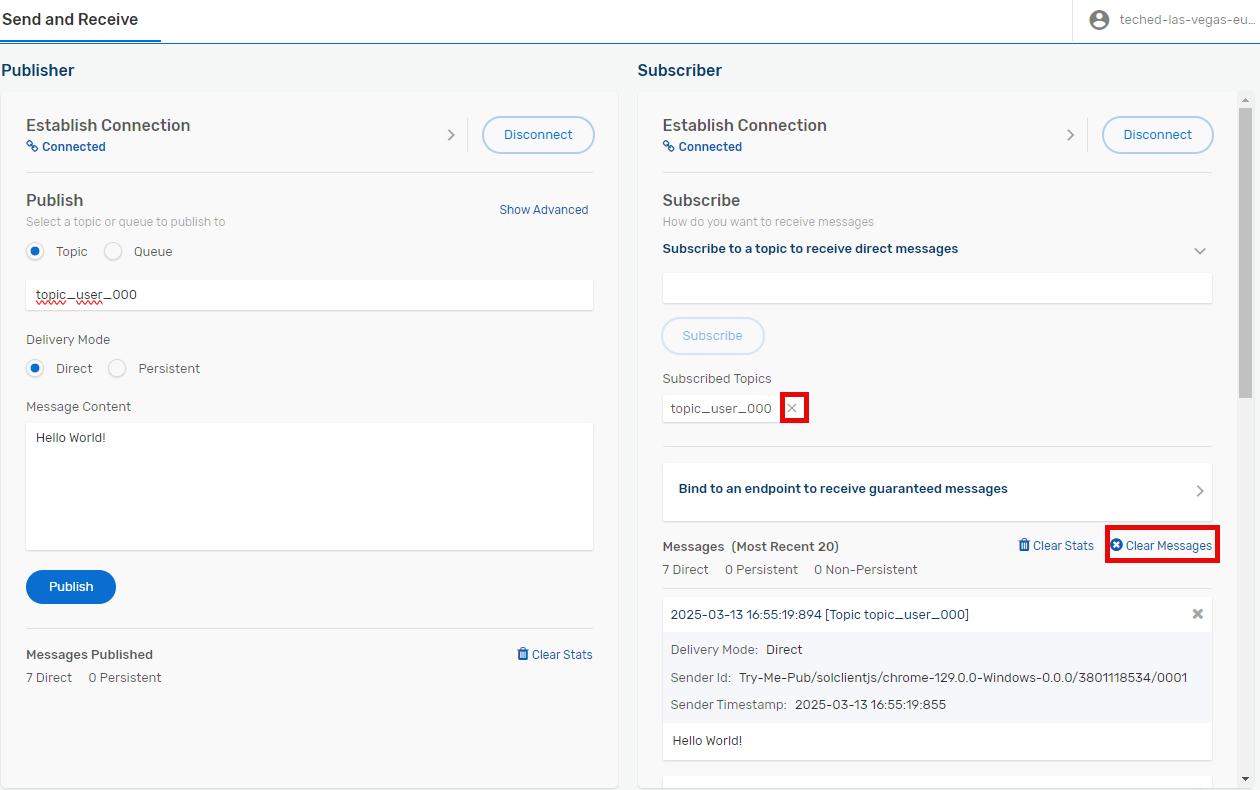 Send and Receive
teched-las-vegas-eu...
Publisher
Establish Connection
Connected
Disconnect
Publish
Select a topic or queue to publish to
Show Advanced
Topic
Queue
topic_user_000
Delivery Mode
Direct
Persistent
Message Content
Hello World!
Publish
Messages Published
Clear Stats
7 Direct 0 Persistent
Subscriber
Establish Connection
Connected
Disconnect
Subscribe
How do you want to receive messages
Subscribe to a topic to receive direct messages
Subscribe
Subscribed Topics
topic_user_000
Bind to an endpoint to receive guaranteed messages
Messages (Most Recent 20)
Clear Stats
Clear Messages
7 Direct 0 Persistent 0 Non-Persistent
2025-03-13 16:55:19:894 [Topic topic_user_000]
Delivery Mode: Direct
Sender Id: Try-Me-Pub/solclientjs/chrome-129.0.0-Windows-0.0.0/3801118534/0001
Sender Timestamp: 2025-03-13 16:55:19:855
Hello World!